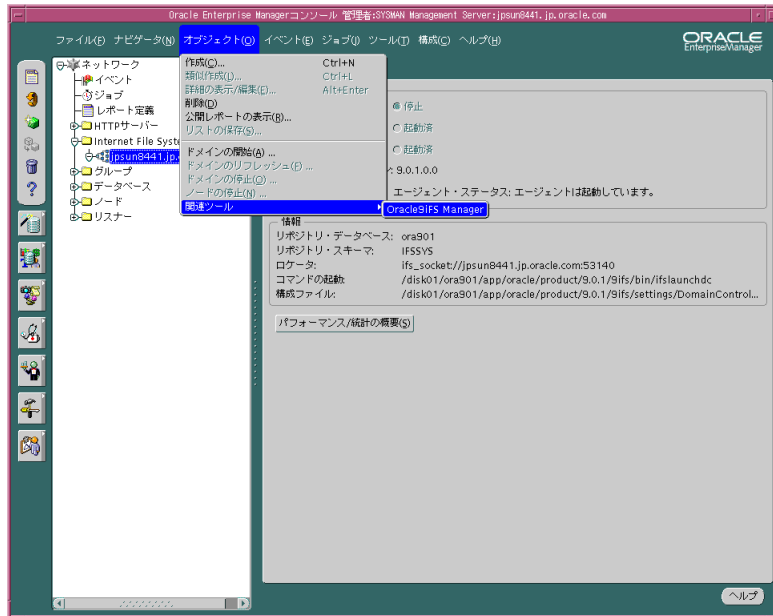 Oracle Enterprise Managerコンソール 管理者:SYSMAN Management Server:jpsun8441.jp.oracle.com
ファイル(F) ナビゲータ(N) オブジェクト(O) イベント(E) ジョブ(J) ツール(T) 構成(C) ヘルプ(H)
ORACLE
EnterpriseManager
作成(C)... Ctrl+N
類似作成(L)... Ctrl+L
詳細の表示/編集(E)... Alt+Enter
削除(D)
公開レポートの表示(R)...
リストの保存(S)...
ドメインの開始(A) ...
ドメインのリフレッシュ(F) ...
ドメインの停止(O) ...
ノードの停止(N) ...
関連ツール
Oracle9iFS Manager
ネットワーク
イベント
ジョブ
レポート定義
HTTPサーバー
Internet File Syste
jpsun8441.jp.
グループ
データベース
ノード
リスナー
停止
起動済
起動済
: 9.0.1.0.0
エージェント・ステータス: エージェントは起動しています。
情報
リポジトリ・データベース: ora901
リポジトリ・スキーマ: IFSSYS
ロケータ: ifs_socket://jpsun8441.jp.oracle.com:53140
コマンドの起動: /disk01/ora901/app/oracle/product/9.0.1/9ifs/bin/ifslaunchdc
構成ファイル: /disk01/ora901/app/oracle/product/9.0.1/9ifs/settings/DomainControl...
パフォーマンス/統計の概要(S)
ヘルプ